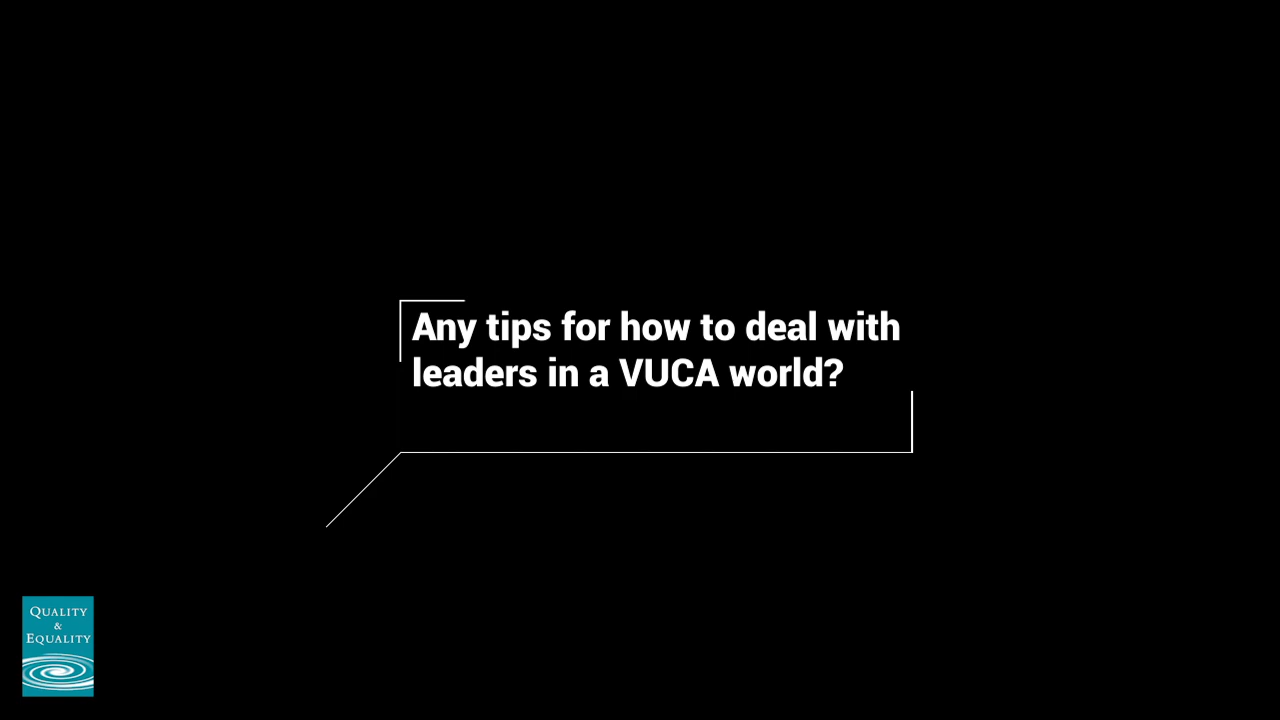 Any tips for how to deal with
leaders in a VUCA world?
QUALITY
&
EQUALITY